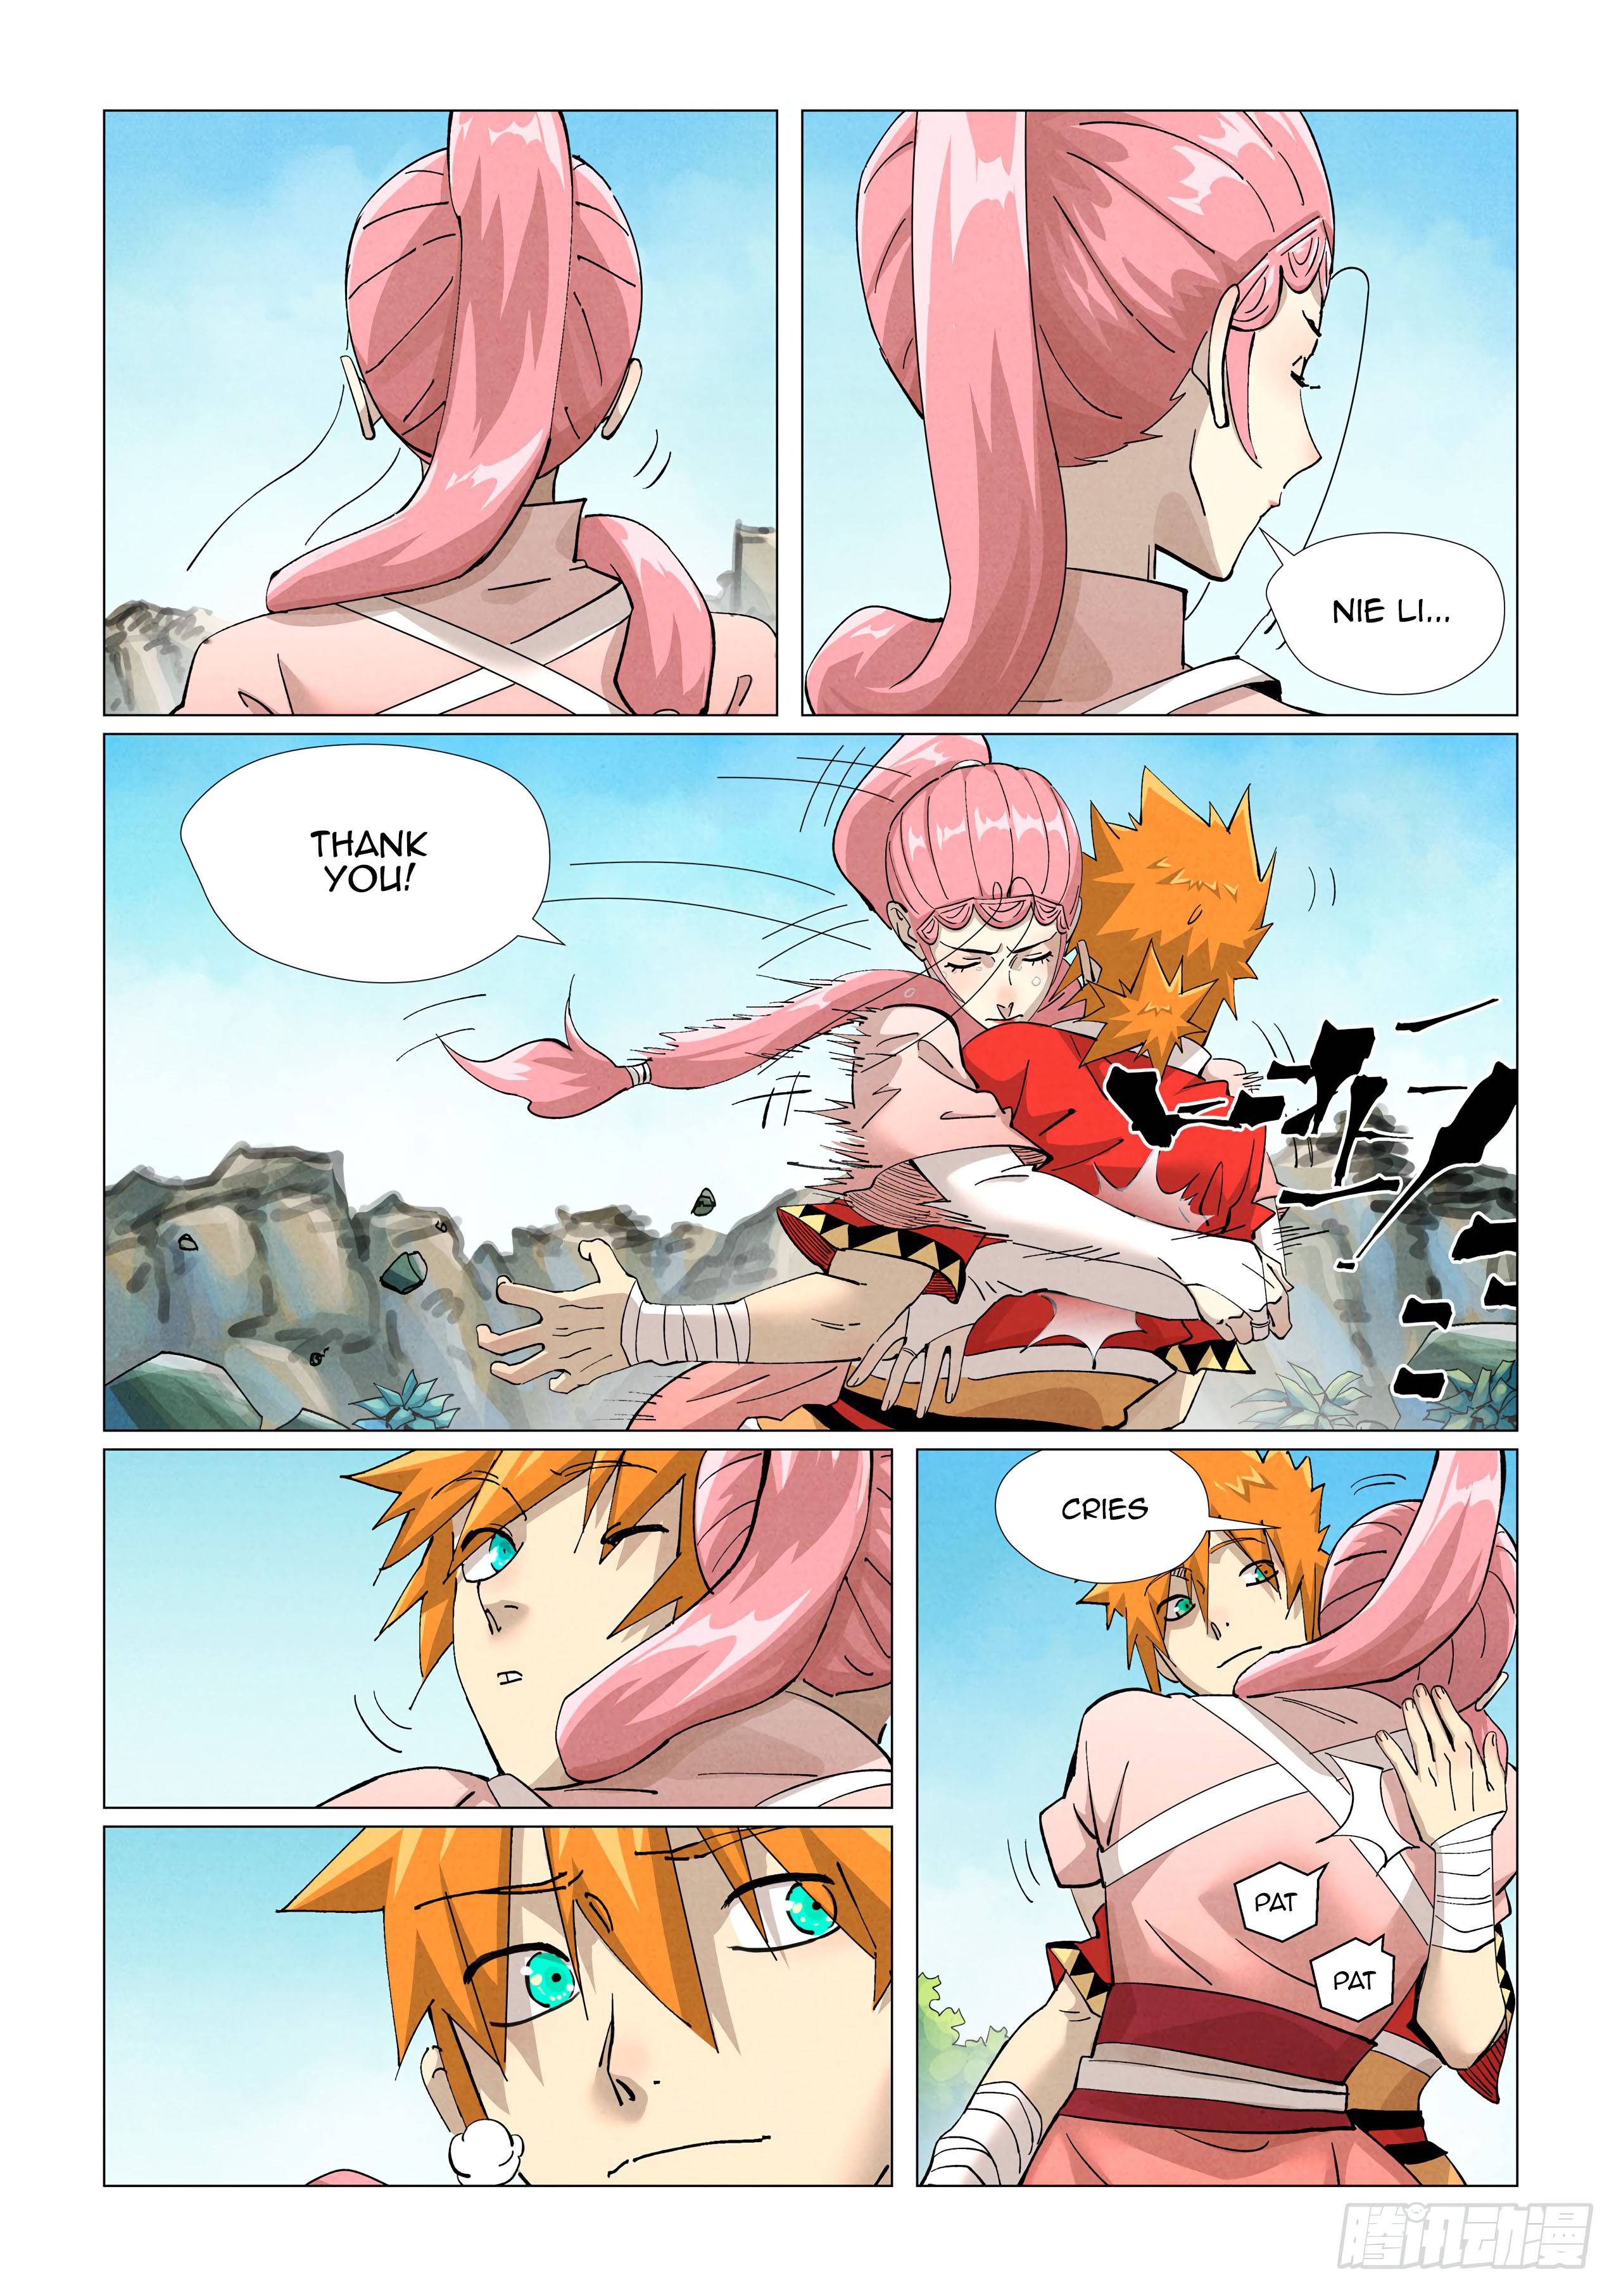 NIE LI...
THANK
YOU!
CRIES
PAT
PAT
腾讯动漫